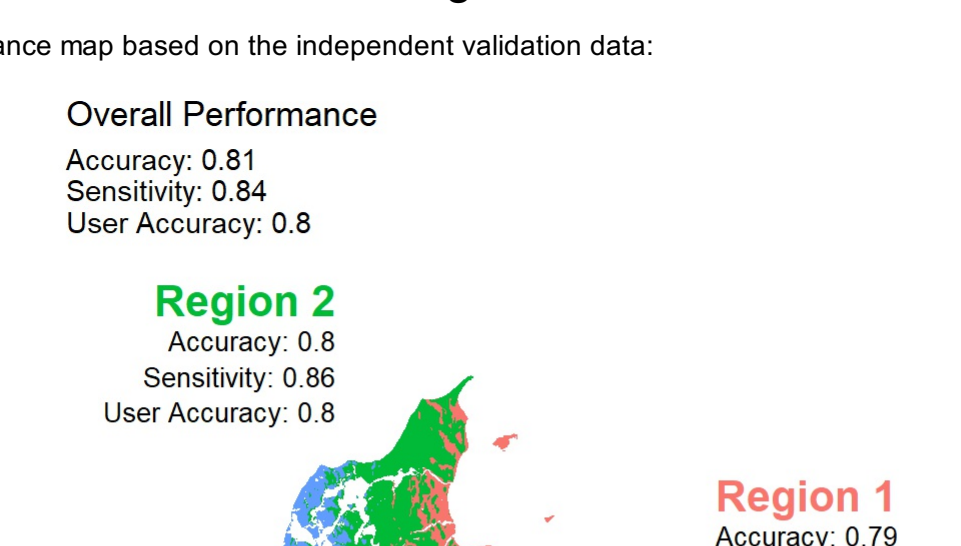 map based on the independent validation data:
Overall Performance
Accuracy: 0.81
Sensitivity: 0.84
User Accuracy: 0.8
Region 2
Accuracy: 0.8
Sensitivity: 0.86
User Accuracy: 0.8
Region 1
Accuracy: 0.79